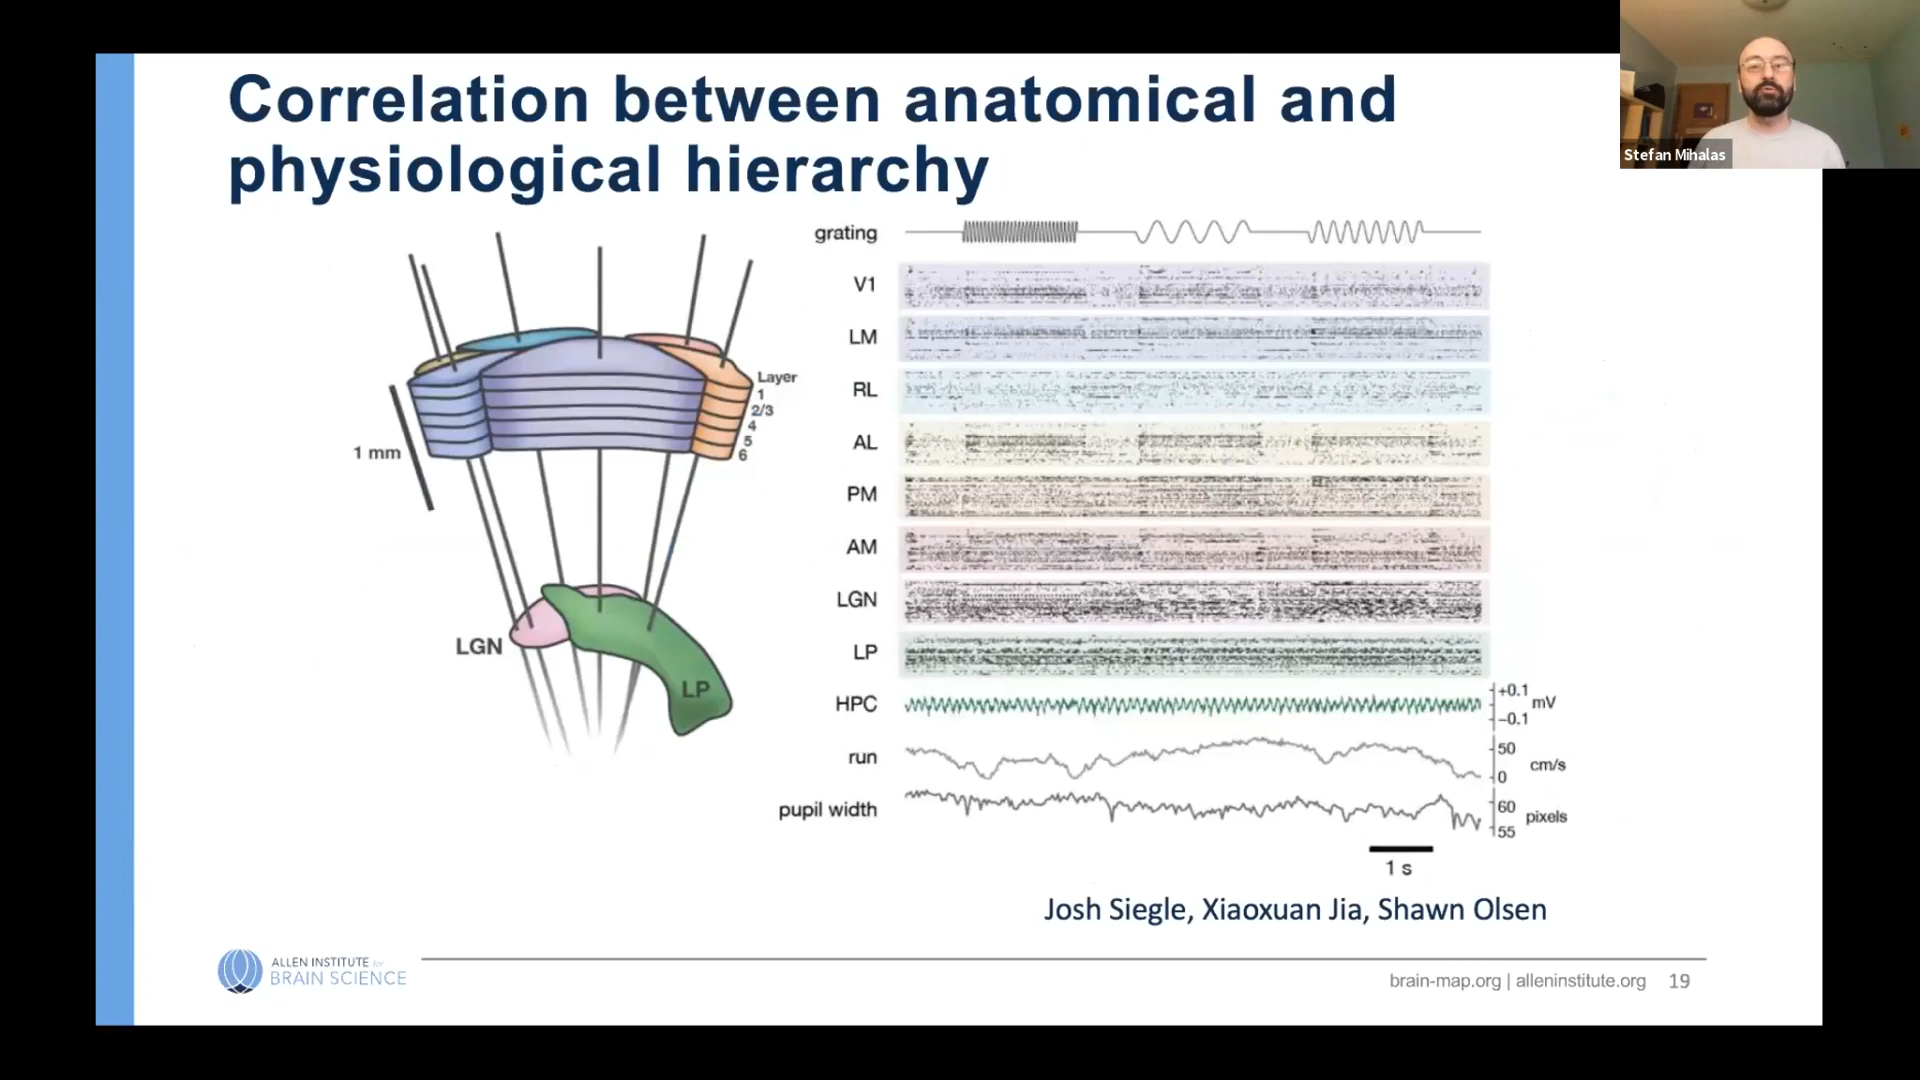 Correlation between anatomical and
physiological hierarchy
Stefan Mihalas
Layer
1
2/3
4
5
6
1 mm
LGN
LP
grating
V1
LM
RL
AL
PM
AM
LGN
LP
HPC
+0.1
mV
−0.1
run
50
cm/s
0
pupil width
60
pixels
55
1 s
Josh Siegle, Xiaoxuan Jia, Shawn Olsen
ALLEN INSTITUTE for
BRAIN SCIENCE
brain-map.org | alleninstitute.org 19